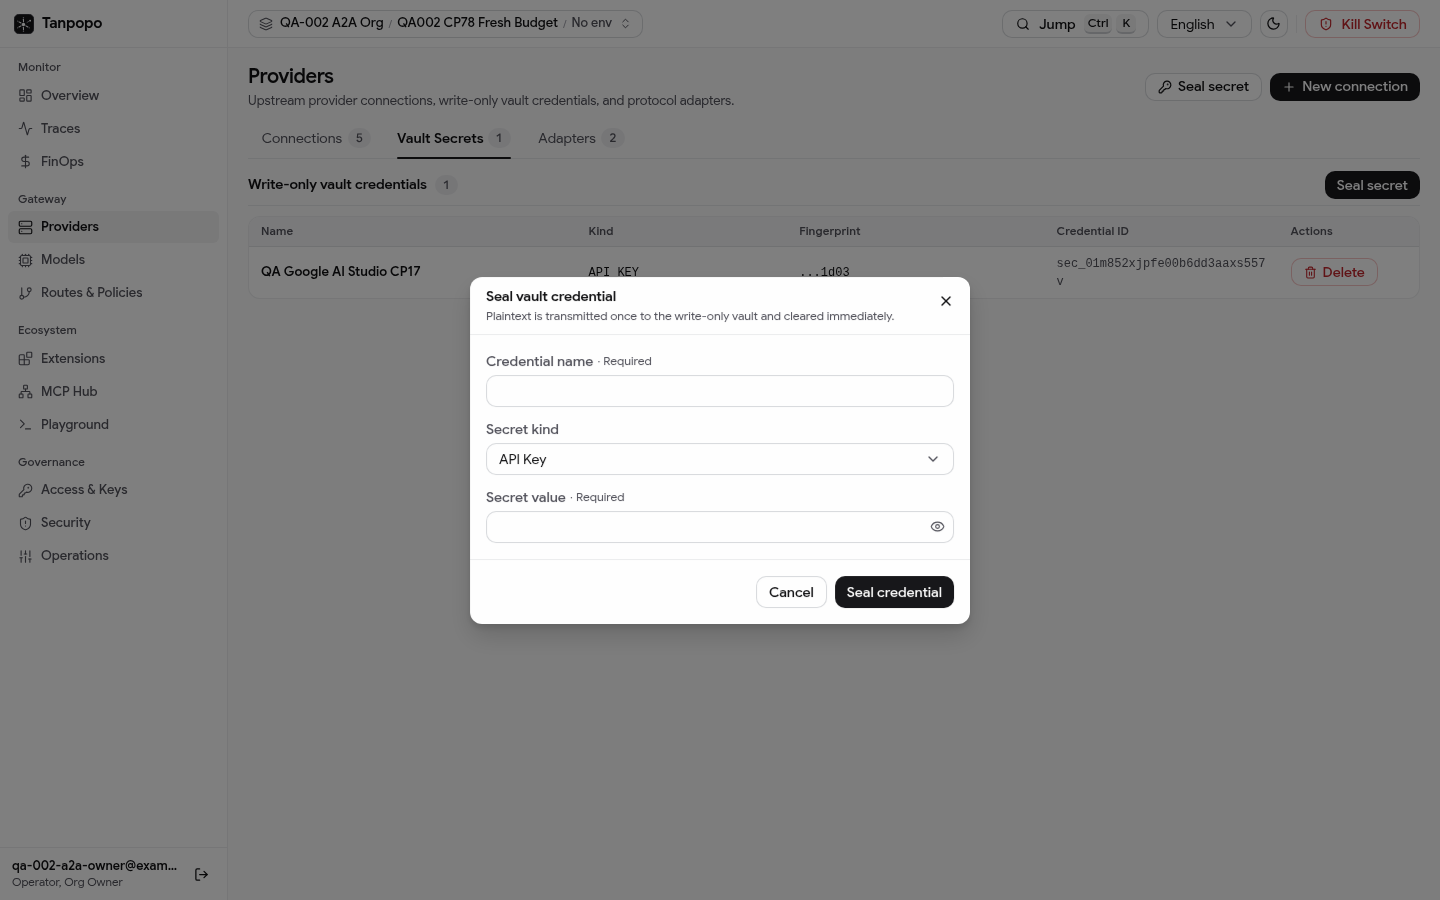 Tanpopo
QA-002 A2A Org / QA002 CP78 Fresh Budget / No env
Jump Ctrl K
English
Kill Switch
Monitor
Overview
Traces
FinOps
Gateway
Providers
Models
Routes & Policies
Ecosystem
Extensions
MCP Hub
Playground
Governance
Access & Keys
Security
Operations
qa-002-a2a-owner@exam...
Operator, Org Owner
Providers
Upstream provider connections, write-only vault credentials, and protocol adapters.
Seal secret
New connection
Connections 5
Vault Secrets 1
Adapters 2
Write-only vault credentials 1
Seal secret
Name Kind Fingerprint Credential ID Actions
QA Google AI Studio CP17 API KEY ...1d03 sec_01m852xjpfe00b6dd3aaxs557
v
Delete
Seal vault credential
Plaintext is transmitted once to the write-only vault and cleared immediately.
Credential name · Required
Secret kind
API Key
Secret value · Required
Cancel
Seal credential